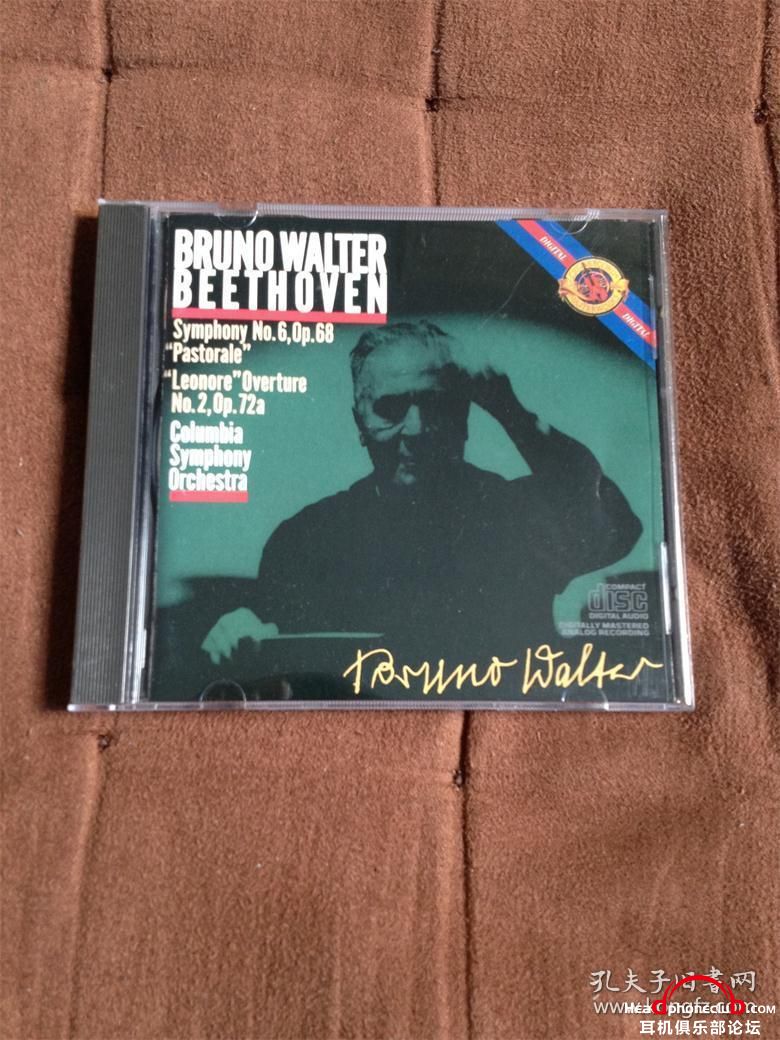 BRUNO WALTER
BEETHOVEN
Symphony No.6,Op.68
"Pastorale"
"Leonore" Overture
No.2,Op.72a
Columbia
Symphony
Orchestra
DIGITAL
DIGITAL
COMPACT
disc
DIGITAL AUDIO
DIGITALLY MASTERED
ANALOG RECORDING
Bruno Walter
孔夫子旧书网
HeadphoneClub.com
耳机俱乐部论坛